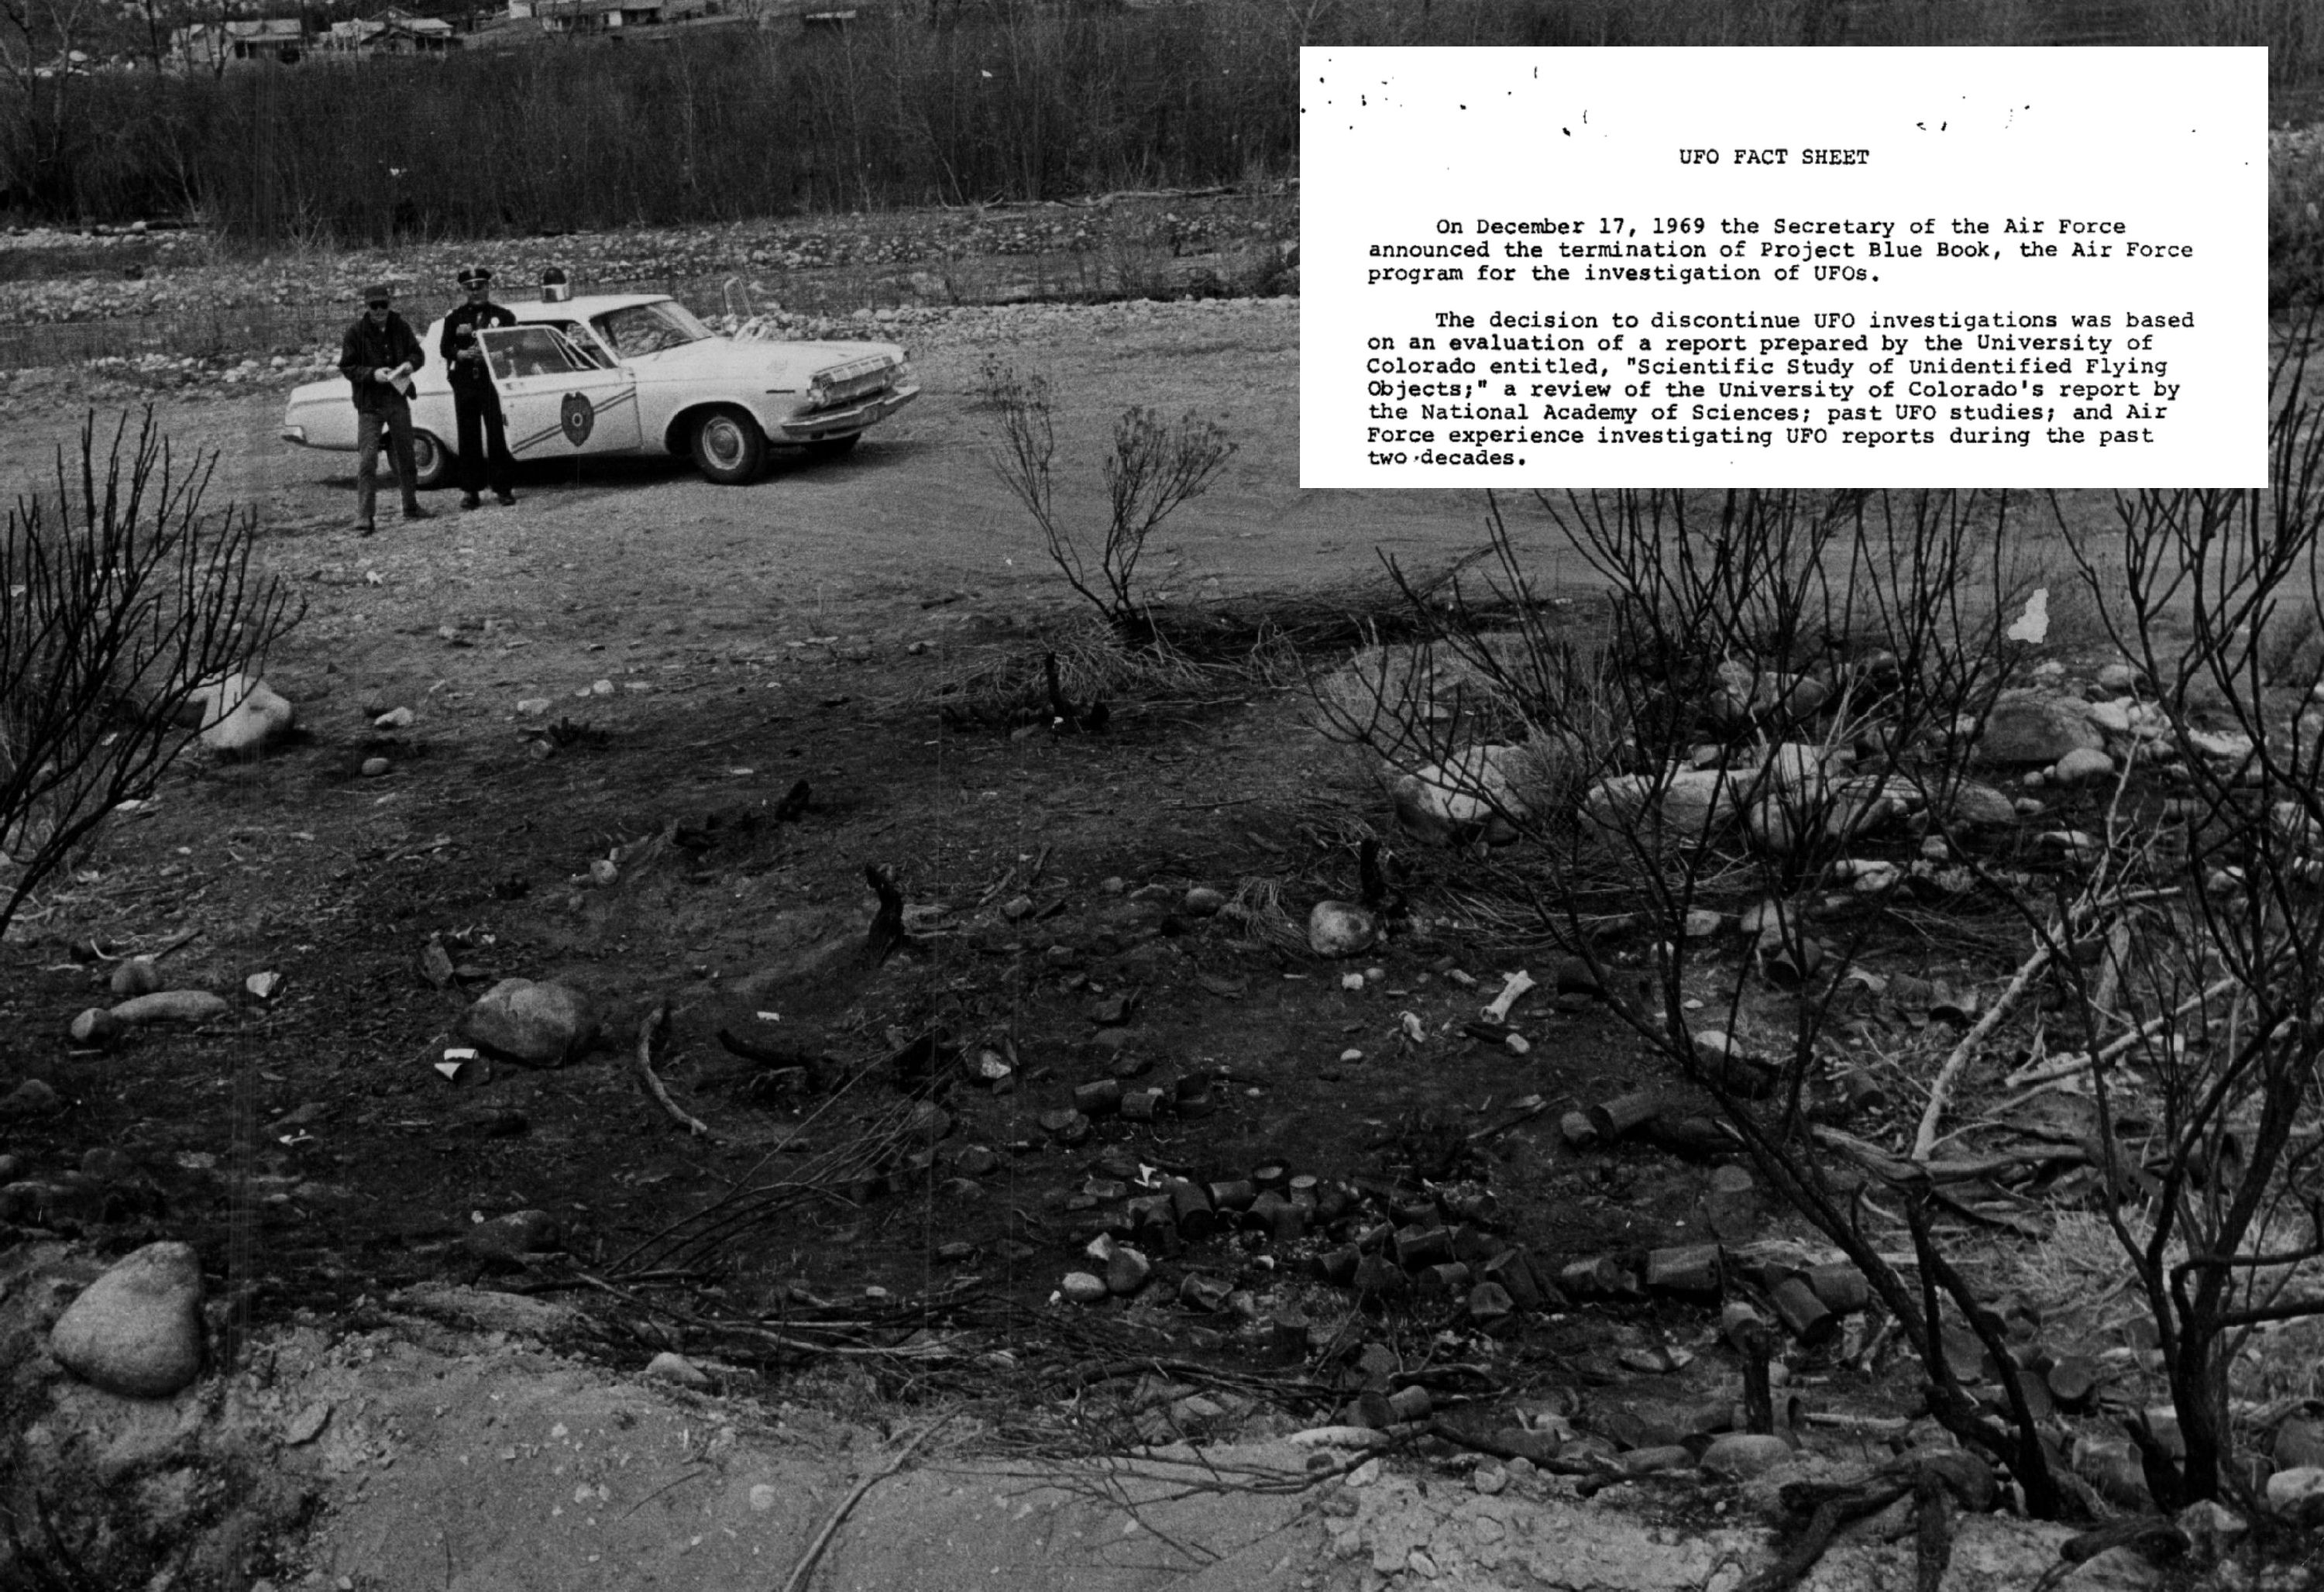 UFO FACT SHEET
On December 17, 1969 the Secretary of the Air Force
announced the termination of Project Blue Book, the Air Force
program for the investigation of UFOs.
The decision to discontinue UFO investigations was based
on an evaluation of a report prepared by the University of
Colorado entitled, "Scientific Study of Unidentified Flying
Objects;" a review of the University of Colorado's report by
the National Academy of Sciences; past UFO studies; and Air
Force experience investigating UFO reports during the past
two decades.